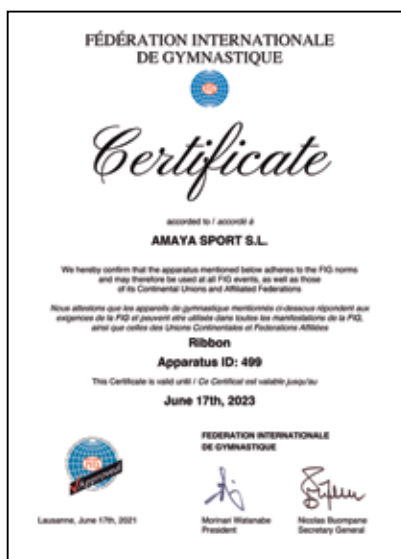 FÉDÉRATION INTERNATIONALE
DE GYMNASTIQUE
FIG
Certificate
accorded to / accordé à
AMAYA SPORT S.L.
We hereby confirm that the apparatus mentioned below adheres to the FIG norms
and may therefore be used at all FIG events, as well as those
of its Continental Unions and Affiliated Federations
Nous attestons que les appareils de gymnastique mentionnés ci-dessous répondent aux
exigences de la FIG et peuvent être utilisés dans toutes les manifestations de la FIG,
ainsi que celles des Unions Continentales et Federations Affiliées
Ribbon
Apparatus ID: 499
This Certificate is valid until / Ce Certificat est valable jusqu'au
June 17th, 2023
FIG
Approved
FEDERATION INTERNATIONALE
DE GYMNASTIQUE
Lausanne, June 17th, 2021
Morinari Watanabe
President
Nicolas Buompane
Secretary General